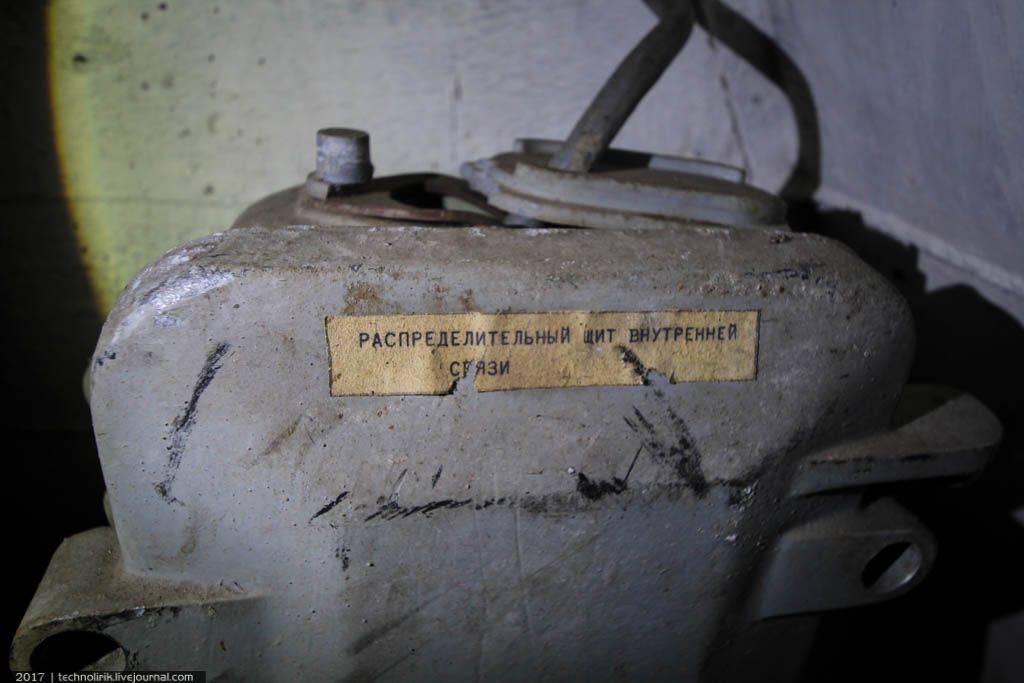 РАСПРЕДЕЛИТЕЛЬНЫЙ ЩИТ ВНУТРЕННЕЙ
СВЯЗИ
2017 | technolirik.livejournal.com